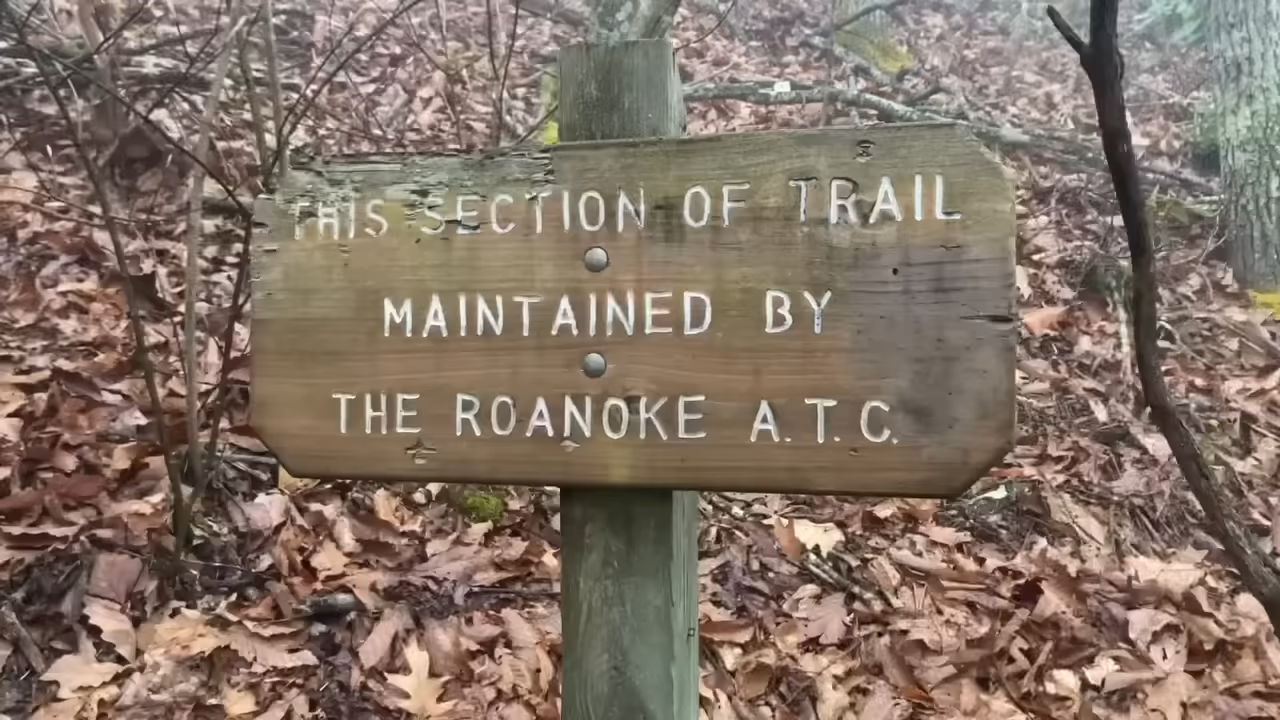 THIS SECTION OF TRAIL
MAINTAINED BY
THE ROANOKE A.T.C.